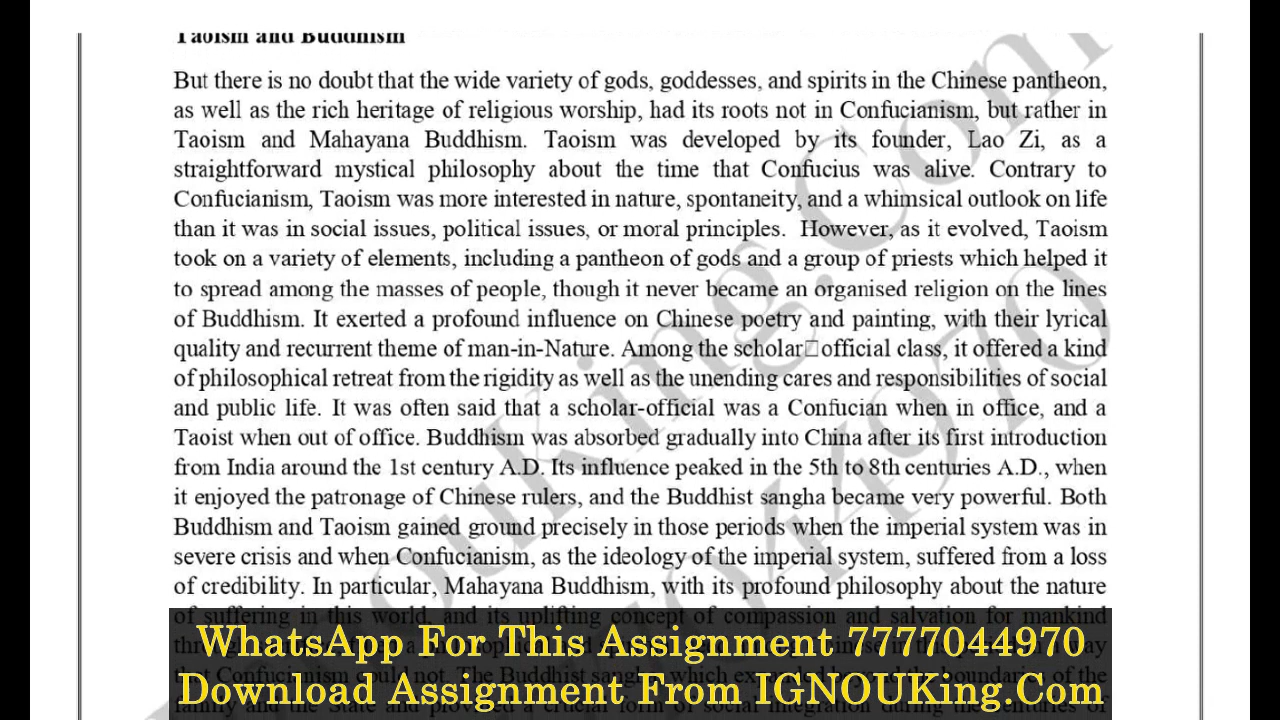 Taoism and Buddhism
But there is no doubt that the wide variety of gods, goddesses, and spirits in the Chinese pantheon,
as well as the rich heritage of religious worship, had its roots not in Confucianism, but rather in
Taoism and Mahayana Buddhism. Taoism was developed by its founder, Lao Zi, as a
straightforward mystical philosophy about the time that Confucius was alive. Contrary to
Confucianism, Taoism was more interested in nature, spontaneity, and a whimsical outlook on life
than it was in social issues, political issues, or moral principles. However, as it evolved, Taoism
took on a variety of elements, including a pantheon of gods and a group of priests which helped it
to spread among the masses of people, though it never became an organised religion on the lines
of Buddhism. It exerted a profound influence on Chinese poetry and painting, with their lyrical
quality and recurrent theme of man-in-Nature. Among the scholar□official class, it offered a kind
of philosophical retreat from the rigidity as well as the unending cares and responsibilities of social
and public life. It was often said that a scholar-official was a Confucian when in office, and a
Taoist when out of office. Buddhism was absorbed gradually into China after its first introduction
from India around the 1st century A.D. Its influence peaked in the 5th to 8th centuries A.D., when
it enjoyed the patronage of Chinese rulers, and the Buddhist sangha became very powerful. Both
Buddhism and Taoism gained ground precisely in those periods when the imperial system was in
severe crisis and when Confucianism, as the ideology of the imperial system, suffered from a loss
of credibility. In particular, Mahayana Buddhism, with its profound philosophy about the nature
of suffering in this world, and its uplifting concept of compassion and salvation for mankind
WhatsApp For This Assignment 7777044970
Download Assignment From IGNOUKing.Com